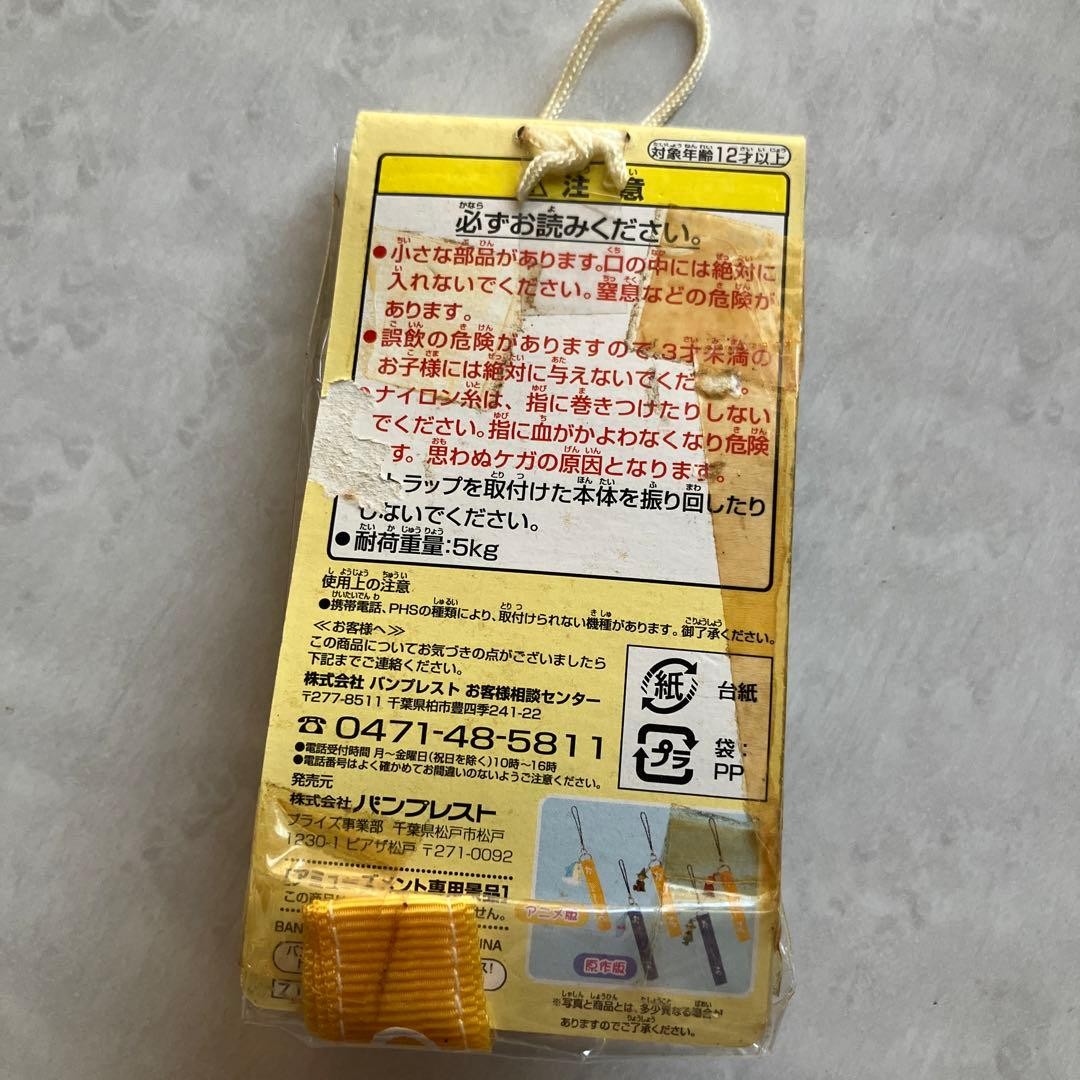 対象年齢12才以上
注意
必ずお読みください。
●小さな部品があります。口の中には絶対に
入れないでください。窒息などの危険が
あります。
●誤飲の危険がありますので3才未満の
お子様には絶対に与えないでくだ。
ナイロン糸は、指に巻きつけたりしない
でください。指に血がかよわなくなり危険
す。思わぬケガの原因となります。
トラップを取付けた本体を振り回したり
しないでください。
●耐荷重量:5kg
使用上の注意
●携帯電話、PHSの種類により、取付けられない機種があります。御了承ください。
≪お客様へ≫
この商品についてお気づきの点がございましたら
下記までご連絡ください。
株式会社 バンプレスト お客様相談センター
〒277-8511 千葉県柏市豊四季241-22
☎0471-48-5811
●電話受付時間 月~金曜日(祝日を除く)10時~16時
●電話番号はよく確かめてお間違いのないようご注意ください。
紙 台紙
プラ 袋:
PP
発売元
株式会社 バンプレスト
プライズ事業部 千葉県松戸市松戸
1230-1 ピアザ松戸 〒271-0092
[アミューズメント専用景品]
この商品は
せん。
BAN
INA
アニメ版
原作版
※写真と商品とは、多少異なる場合が
ありますのでご了承ください。